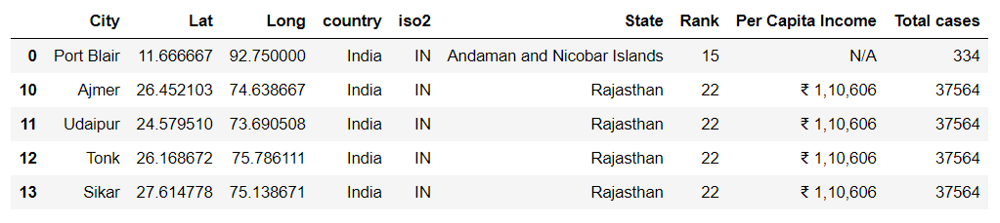 City Lat Long country iso2 State Rank Per Capita Income Total cases
0 Port Blair 11.666667 92.750000 India IN Andaman and Nicobar Islands 15 N/A 334
10 Ajmer 26.452103 74.638667 India IN Rajasthan 22 ₹ 1,10,606 37564
11 Udaipur 24.579510 73.690508 India IN Rajasthan 22 ₹ 1,10,606 37564
12 Tonk 26.168672 75.786111 India IN Rajasthan 22 ₹ 1,10,606 37564
13 Sikar 27.614778 75.138671 India IN Rajasthan 22 ₹ 1,10,606 37564